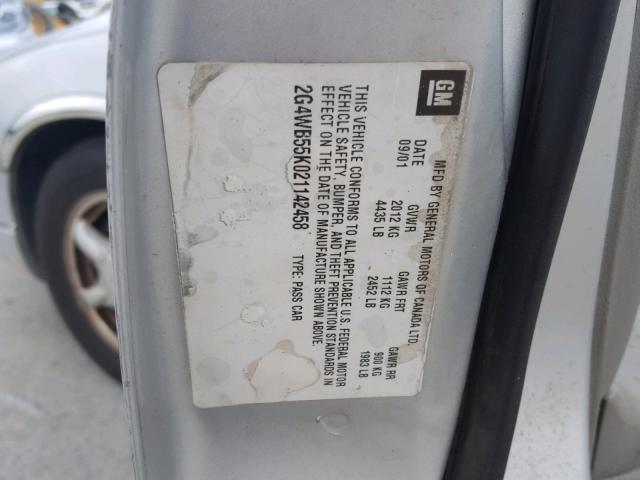 GM
MFD BY GENERAL MOTORS OF CANADA LTD.
DATE GVWR GAWR FRT GAWR RR
09/01 2012 KG 1112 KG 900 KG
4435 LB 2452 LB 1983 LB
THIS VEHICLE CONFORMS TO ALL APPLICABLE U.S. FEDERAL MOTOR
VEHICLE SAFETY, BUMPER, AND THEFT PREVENTION STANDARDS IN
EFFECT ON THE DATE OF MANUFACTURE SHOWN ABOVE.
2G4WB55K021142458 TYPE: PASS CAR